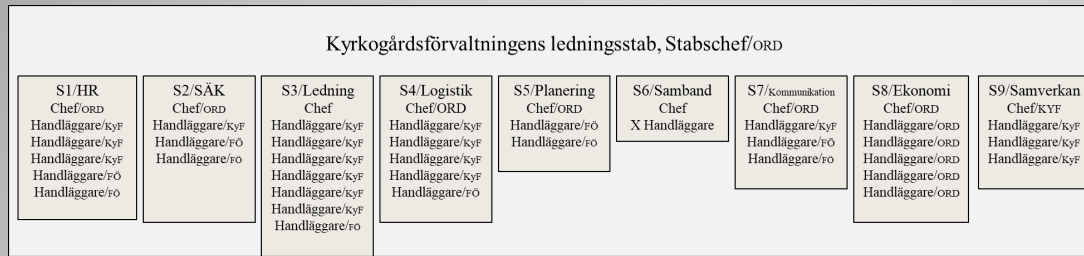 Kyrkogårdsförvaltningens ledningsstab, Stabschef/ORD
S1/HR
Chef/ORD
Handläggare/KyF
Handläggare/KyF
Handläggare/KyF
Handläggare/FÖ
Handläggare/FÖ
S2/SÄK
Chef/ORD
Handläggare/KyF
Handläggare/FÖ
Handläggare/FÖ
S3/Ledning
Chef
Handläggare/KyF
Handläggare/KyF
Handläggare/KyF
Handläggare/KyF
Handläggare/KyF
Handläggare/KyF
Handläggare/FÖ
S4/Logistik
Chef/ORD
Handläggare/KyF
Handläggare/KyF
Handläggare/KyF
Handläggare/KyF
Handläggare/FÖ
S5/Planering
Chef/ORD
Handläggare/FÖ
Handläggare/FÖ
S6/Samband
Chef
X Handläggare
S7/Kommunikation
Chef/ORD
Handläggare/KyF
Handläggare/FÖ
Handläggare/FÖ
S8/Ekonomi
Chef/ORD
Handläggare/ORD
Handläggare/ORD
Handläggare/ORD
Handläggare/ORD
Handläggare/ORD
S9/Samverkan
Chef/KYF
Handläggare/KyF
Handläggare/KyF
Handläggare/KyF